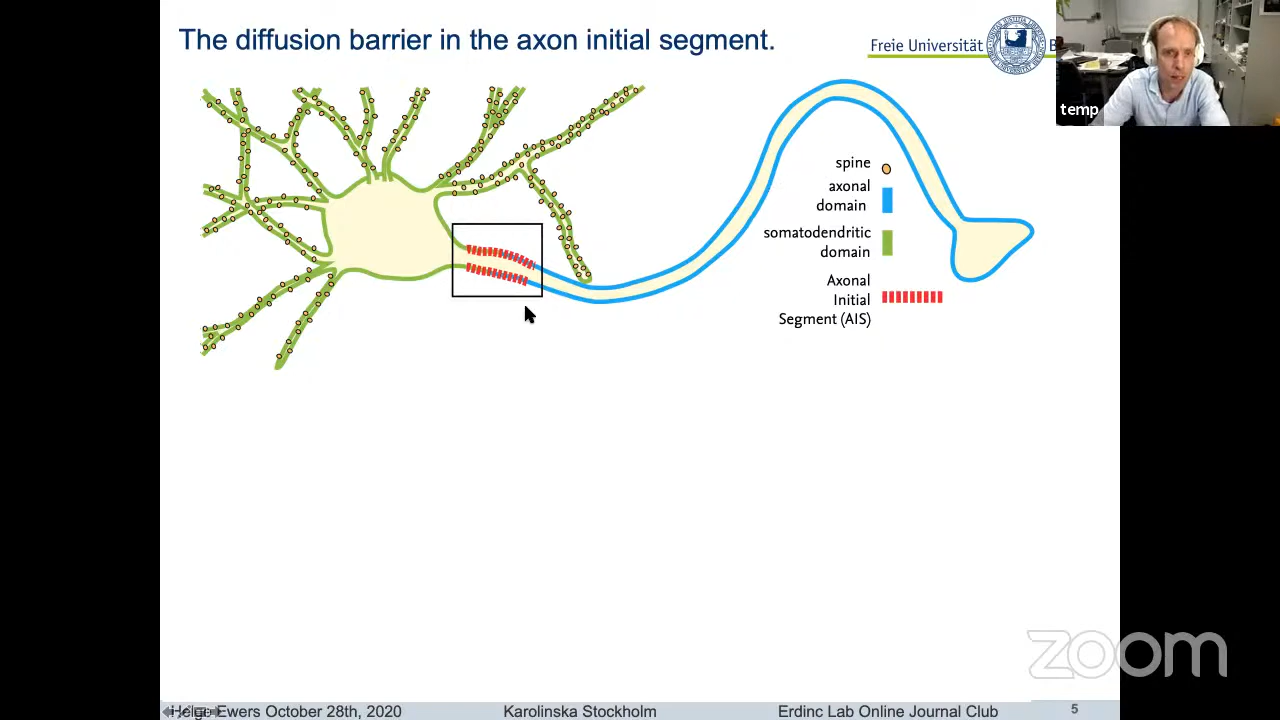 The diffusion barrier in the axon initial segment.
Freie Universität
temp
spine
axonal
domain
somatodendritic
domain
Axonal
Initial
Segment (AIS)
zoom
Helge Ewers October 28th, 2020
Karolinska Stockholm
Erdinc Lab Online Journal Club
5